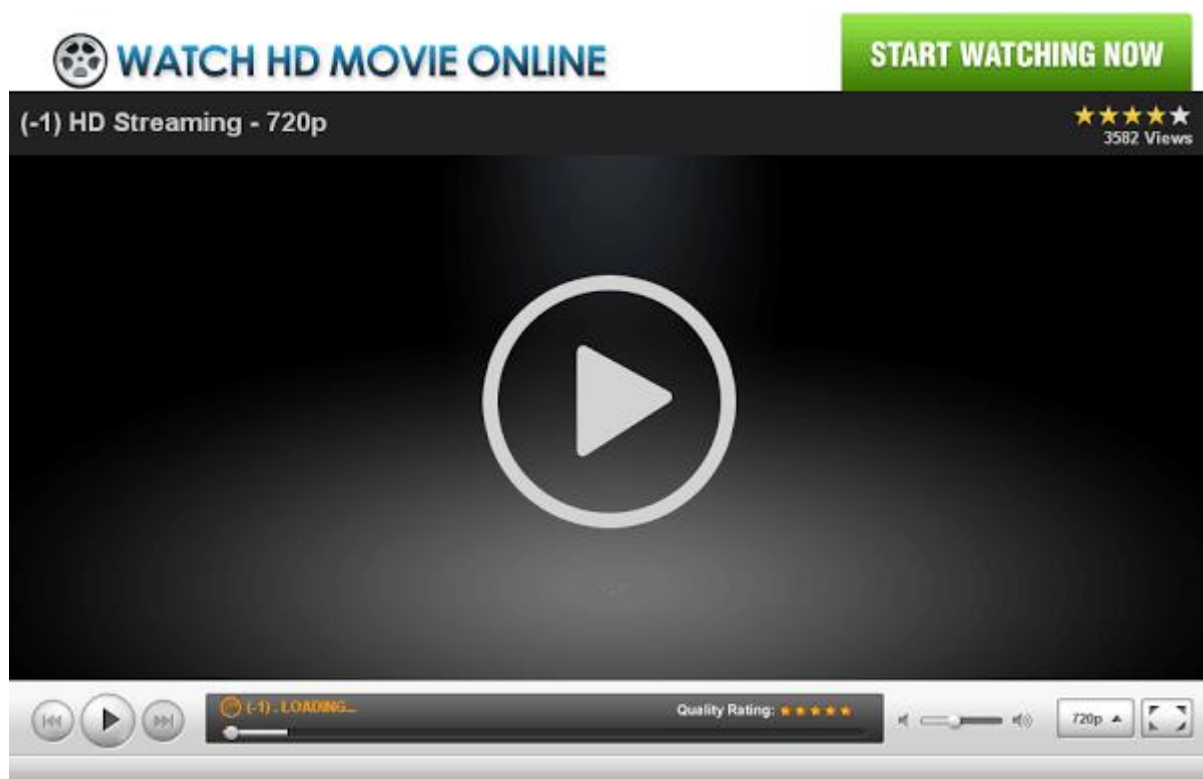 WATCH HD MOVIE ONLINE
START WATCHING NOW
(-1) HD Streaming - 720p
3582 Views
(-1) : LOADING...
Quality Rating:
720p